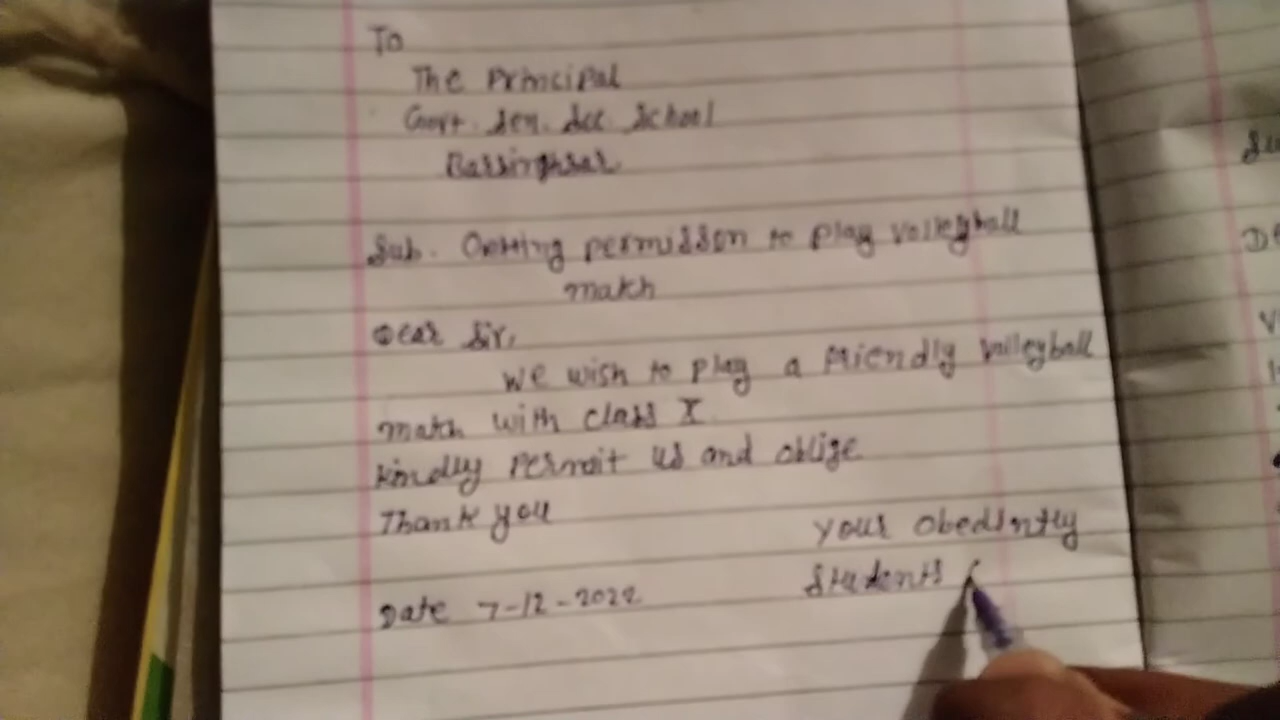 To
The Principal
Govt. Sen. Sec School
Sub. Getting permission to play volleyball
match
Dear Sir,
We wish to play a friendly volleyball
match with class X
Kindly Permit us and oblige
Thank you
your obedintly
Students
Date 7-12-2022